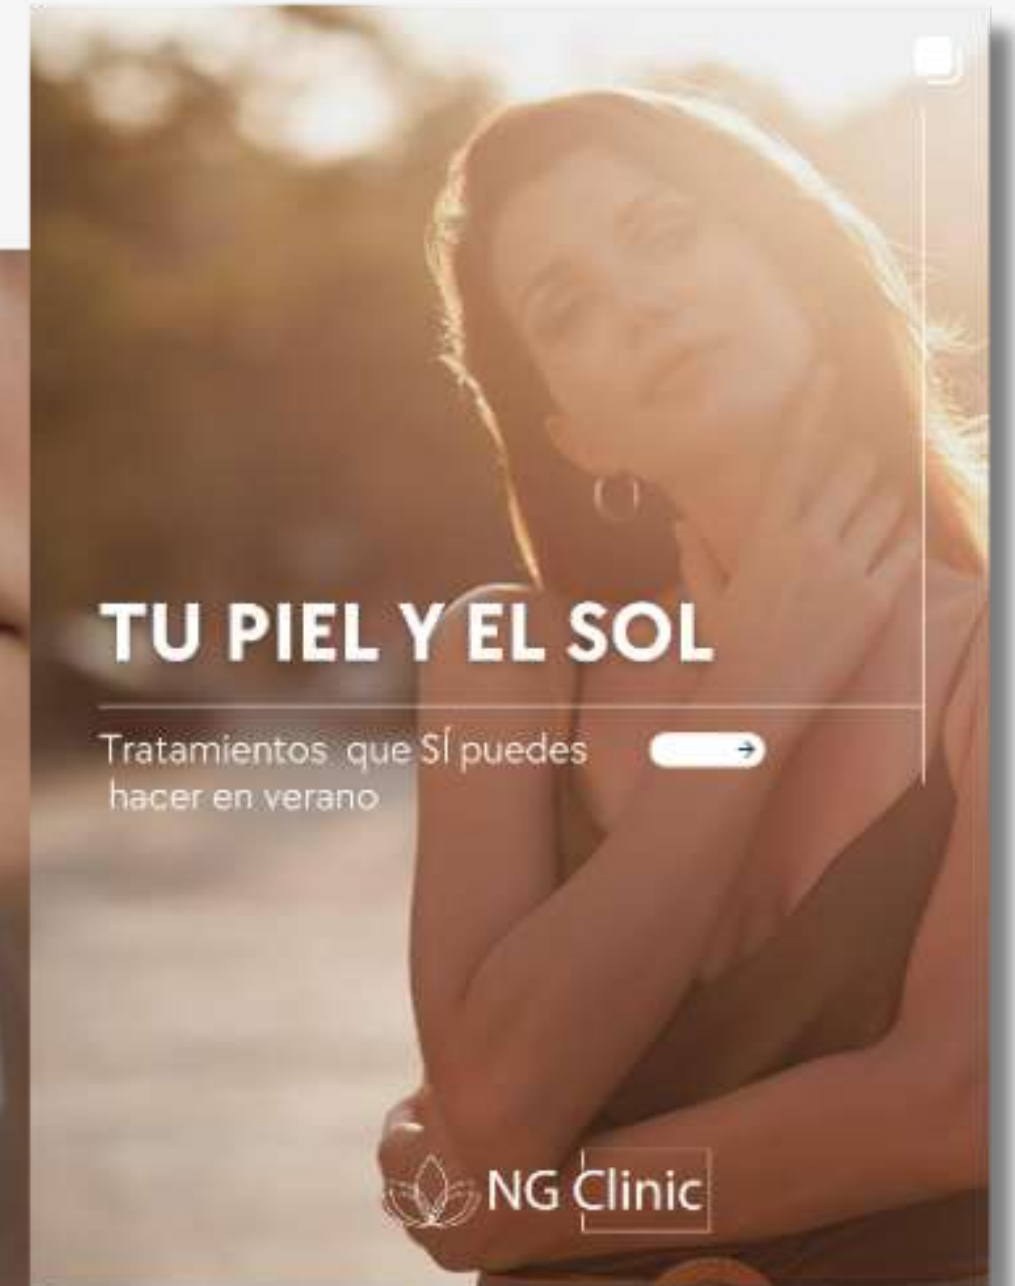 TU PIEL Y EL SOL
Tratamientos que SÍ puedes
hacer en verano
NG Clinic